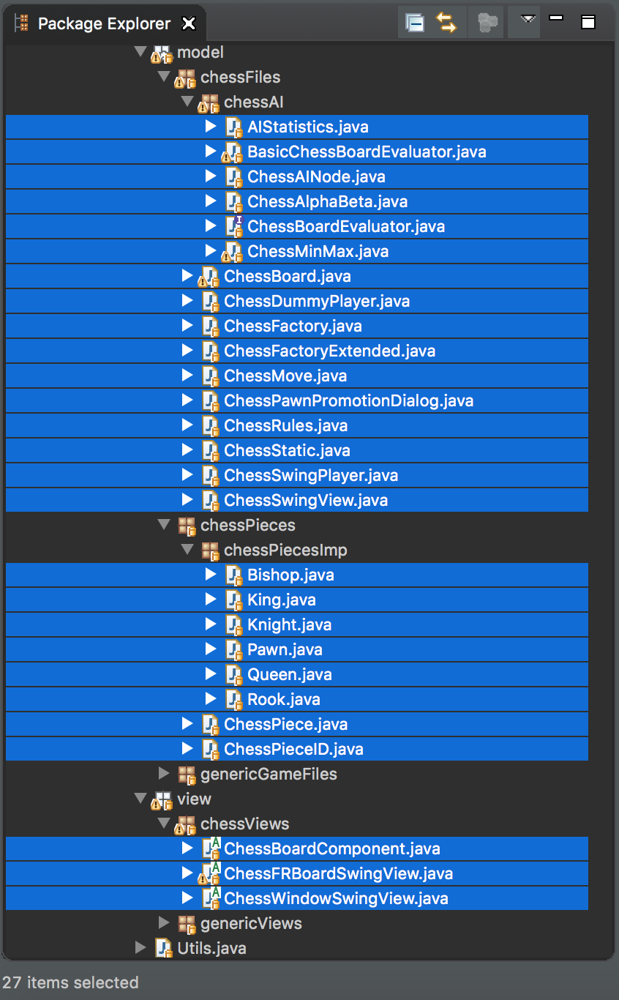 Package Explorer
model
chessFiles
chessAI
AIStatistics.java
BasicChessBoardEvaluator.java
ChessAINode.java
ChessAlphaBeta.java
ChessBoardEvaluator.java
ChessMinMax.java
ChessBoard.java
ChessDummyPlayer.java
ChessFactory.java
ChessFactoryExtended.java
ChessMove.java
ChessPawnPromotionDialog.java
ChessRules.java
ChessStatic.java
ChessSwingPlayer.java
ChessSwingView.java
chessPieces
chessPiecesImp
Bishop.java
King.java
Knight.java
Pawn.java
Queen.java
Rook.java
ChessPiece.java
ChessPieceID.java
genericGameFiles
view
chessViews
ChessBoardComponent.java
ChessFRBoardSwingView.java
ChessWindowSwingView.java
genericViews
Utils.java
27 items selected